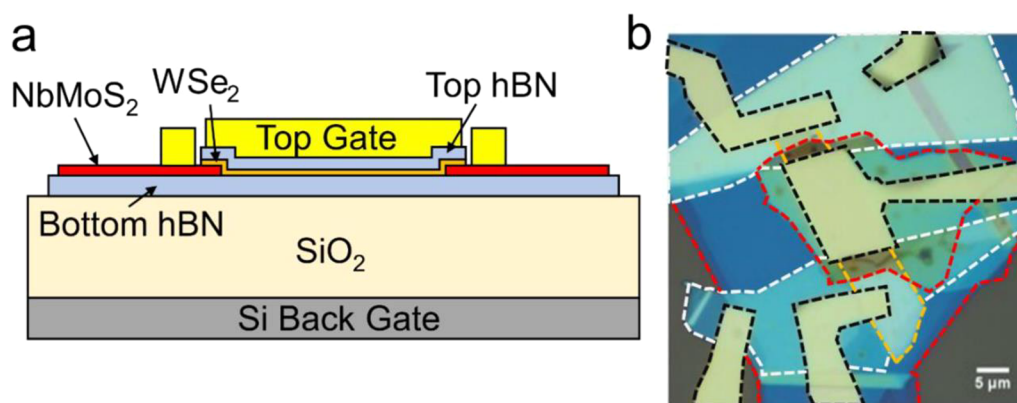 a
b
NbMoS₂
WSe₂
Top hBN
Top Gate
Bottom hBN
SiO₂
Si Back Gate
5 μm